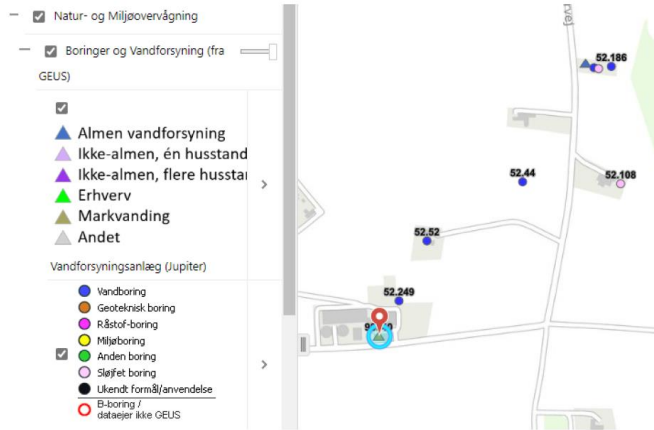 Natur- og Miljøovervågning
Boringer og Vandforsyning (fra
GEUS)
Almen vandforsyning
Ikke-almen, én husstand
Ikke-almen, flere husstar
Erhverv
Markvanding
Andet
Vandforsyningsanlæg (Jupiter)
Vandboring
Geoteknisk boring
Råstof-boring
Miljøboring
Anden boring
Sløjfet boring
Ukendt formål/anvendelse
B-boring /
dataejer ikke GEUS
rvej
52.186
52.44
52.108
52.52
52.249